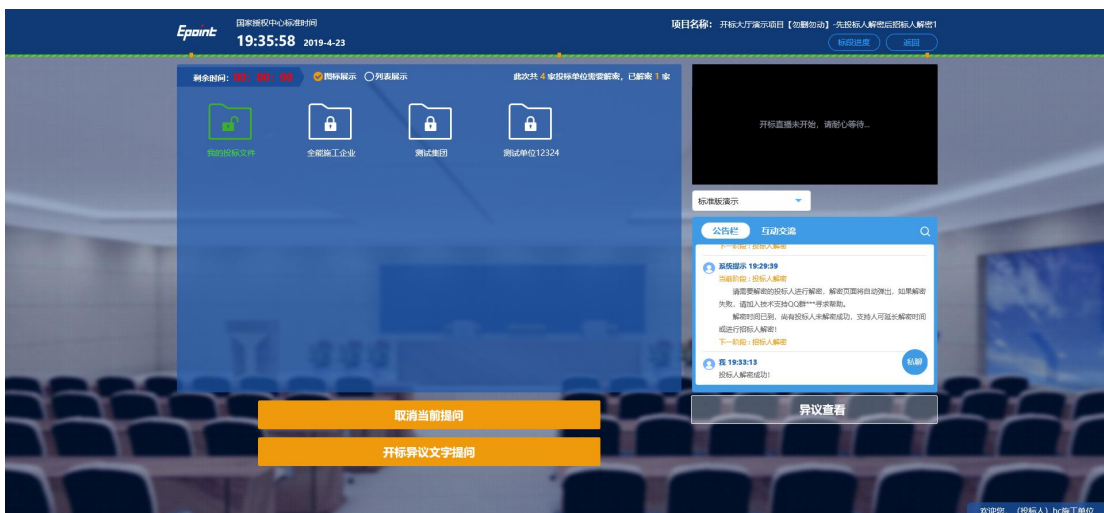 Epoint
国家授权中心标准时间
19:35:58 2019-4-23
项目名称： 开标大厅演示项目【勿删勿动】-先投标人解密后招标人解密1
标段进度
返回
剩余时间： 00：00：00
图标展示 列表展示
此次共 4 家投标单位需要解密，已解密 1 家
我的投标文件
全能施工企业
测试集团
测试单位12324
开标直播未开始，请耐心等待...
标准版演示
公告栏 互动交流
下一阶段：投标人解密
系统提示 19:29:39
当前阶段：投标人解密
请需要解密的投标人进行解密，解密页面将自动弹出，如果解密
失败，请加入技术支持QQ群***寻求帮助。
解密时间已到，尚有投标人未解密成功，支持人可延长解密时间
或进行招标人解密！
下一阶段：招标人解密
我 19:33:13
投标人解密成功！
私聊
取消当前提问
开标异议文字提问
异议查看
欢迎您，（投标人）bc施工单位